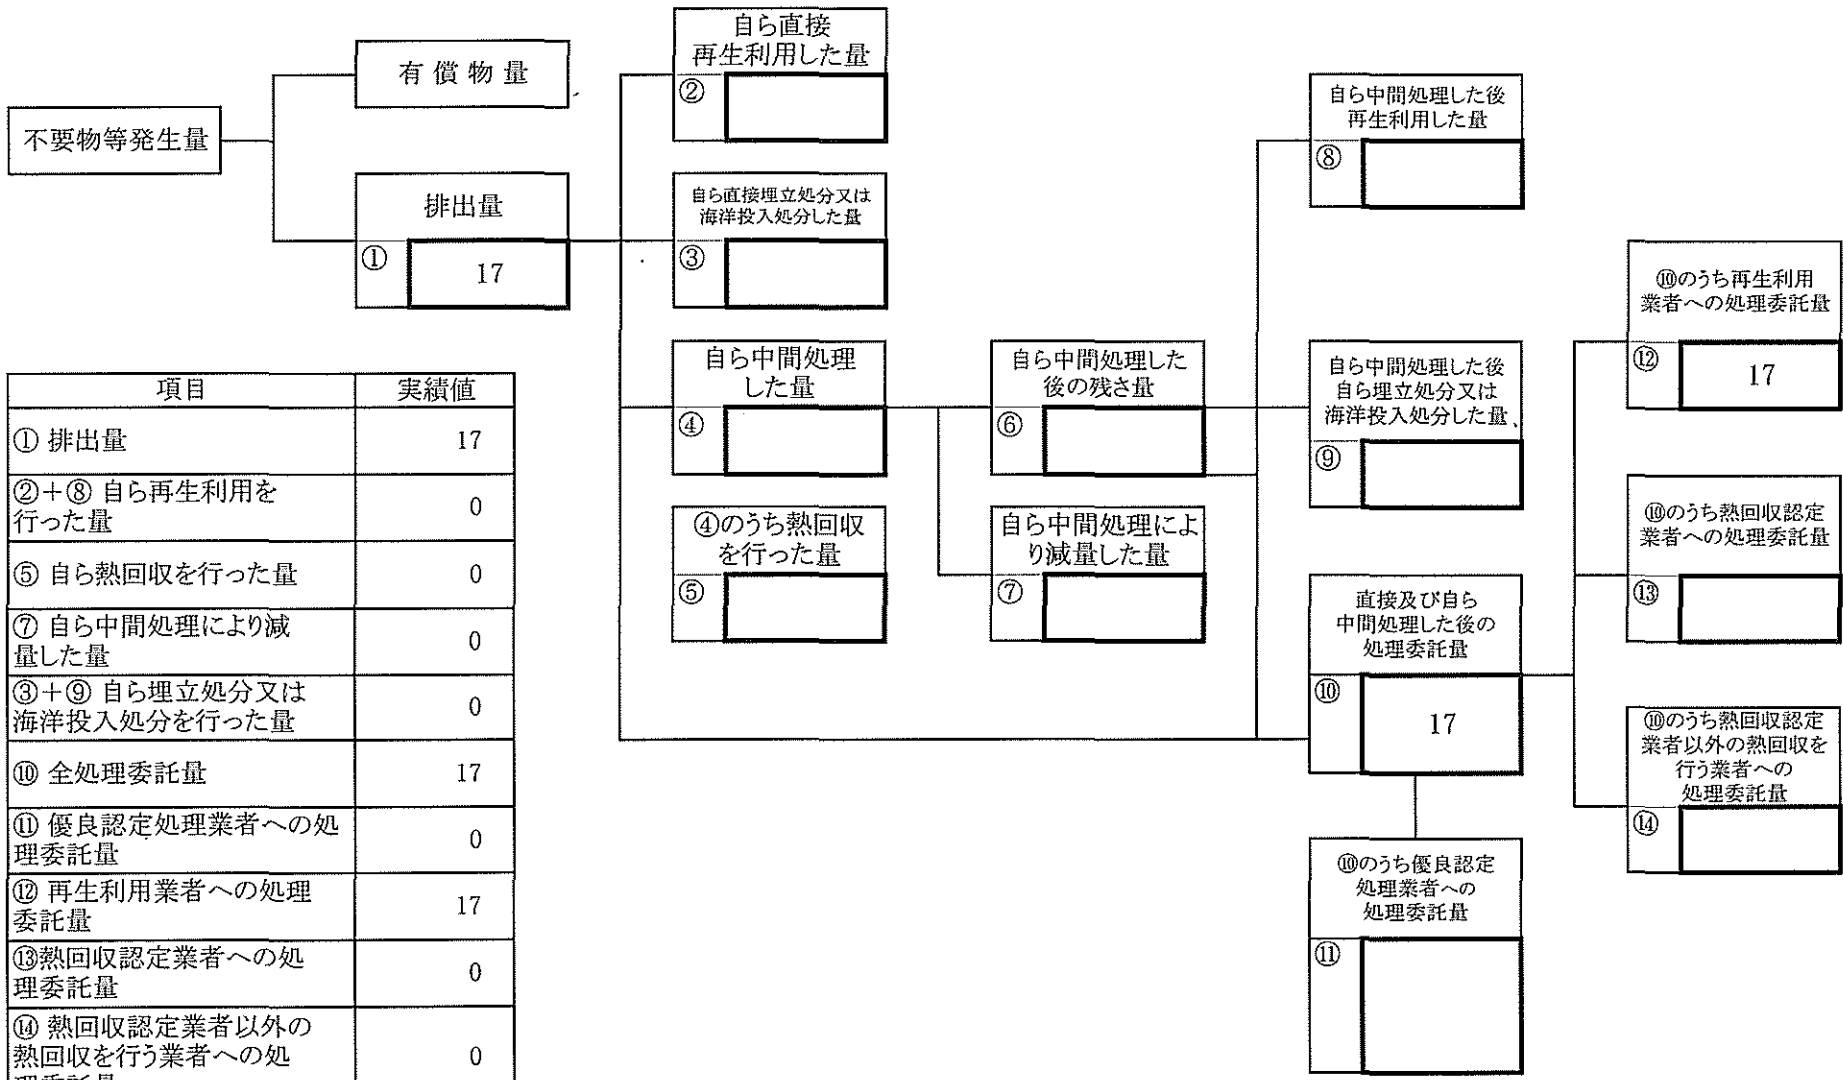 不要物等発生量
有償物量
排出量
①
17
自ら直接
再生利用した量
②
自ら直接埋立処分又は
海洋投入処分した量
③
自ら中間処理
した量
④
④のうち熱回収
を行った量
⑤
自ら中間処理した
後の残さ量
⑥
自ら中間処理によ
り減量した量
⑦
自ら中間処理した後
再生利用した量
⑧
自ら中間処理した後
自ら埋立処分又は
海洋投入処分した量
⑨
直接及び自ら
中間処理した後の
処理委託量
⑩
17
⑩のうち優良認定
処理業者への
処理委託量
⑪
⑩のうち再生利用
業者への処理委託量
⑫
17
⑩のうち熱回収認定
業者への処理委託量
⑬
⑩のうち熱回収認定
業者以外の熱回収を
行う業者への
処理委託量
⑭
項目 実績値
① 排出量 17
②+⑧ 自ら再生利用を
行った量 0
⑤ 自ら熱回収を行った量 0
⑦ 自ら中間処理により減
量した量 0
③+⑨ 自ら埋立処分又は
海洋投入処分を行った量 0
⑩ 全処理委託量 17
⑪ 優良認定処理業者への処
理委託量 0
⑫ 再生利用業者への処理
委託量 17
⑬熱回収認定業者への処
理委託量 0
⑭ 熱回収認定業者以外の
熱回収を行う業者への処 0